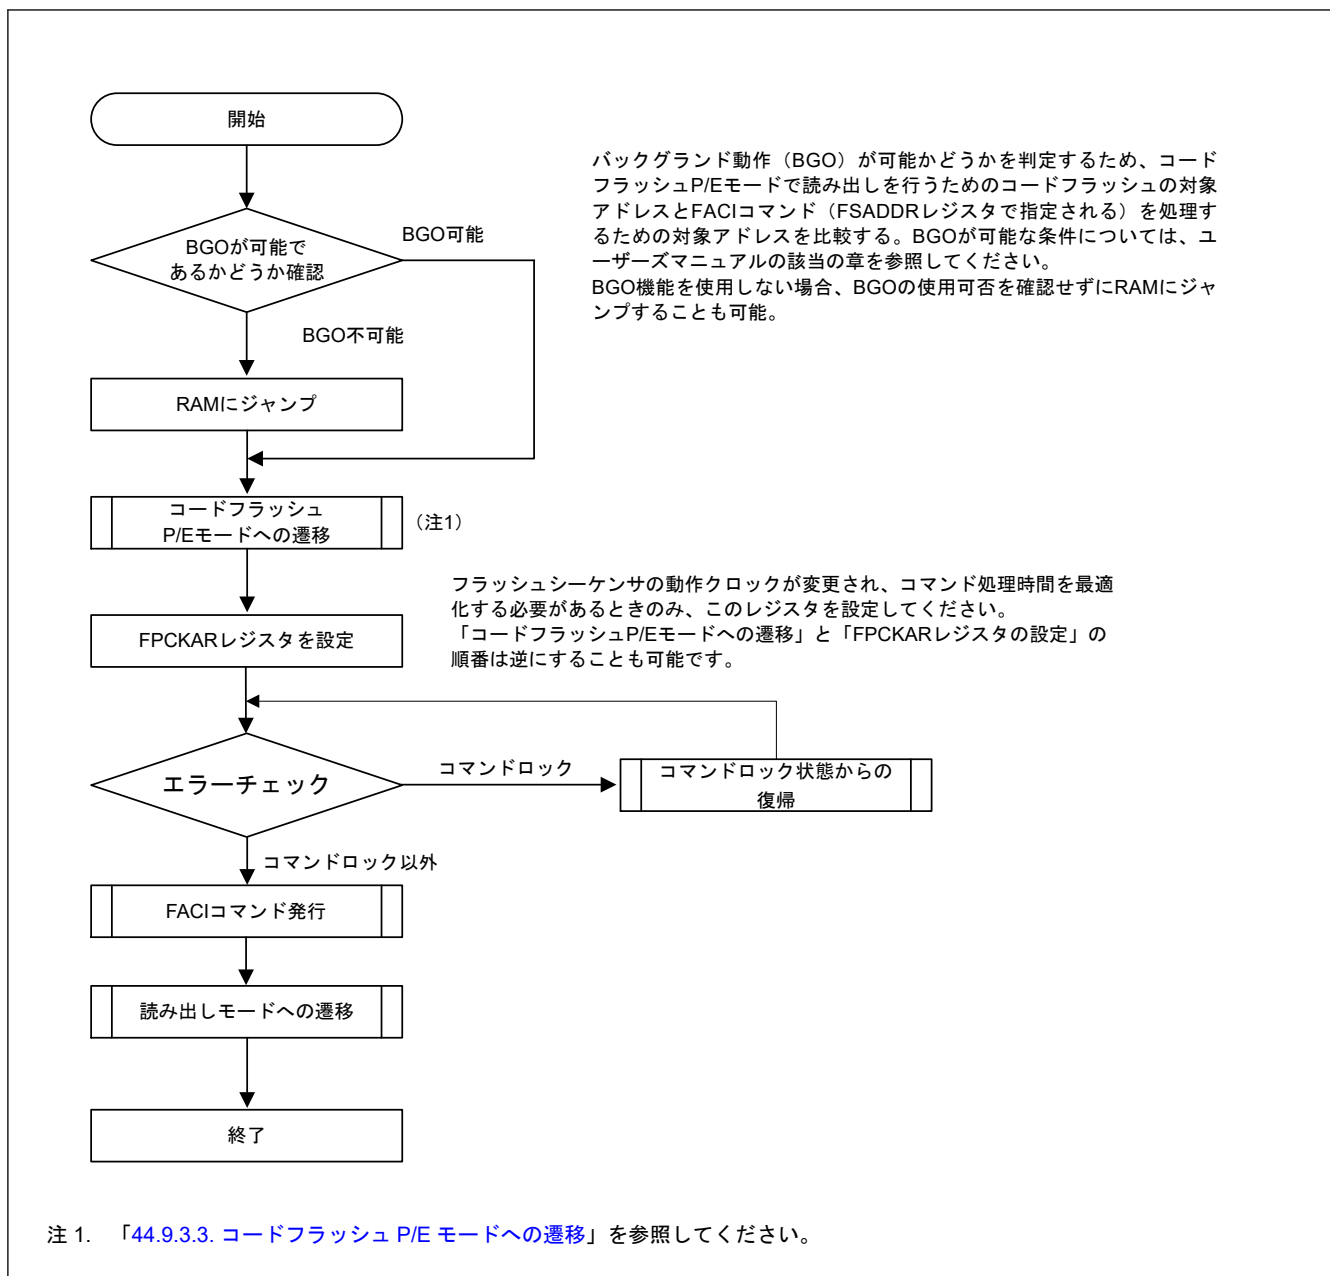 開始
バックグランド動作（BGO）が可能かどうかを判定するため、コード
フラッシュP/Eモードで読み出しを行うためのコードフラッシュの対象
アドレスとFACIコマンド（FSADDRレジスタで指定される）を処理す
るための対象アドレスを比較する。BGOが可能な条件については、ユ
ーザーズマニュアルの該当の章を参照してください。
BGO機能を使用しない場合、BGOの使用可否を確認せずにRAMにジャ
ンプすることも可能。
BGOが可能で
あるかどうか確認
BGO可能
BGO不可能
RAMにジャンプ
コードフラッシュ
P/Eモードへの遷移
（注1）
フラッシュシーケンサの動作クロックが変更され、コマンド処理時間を最適
化する必要があるときのみ、このレジスタを設定してください。
「コードフラッシュP/Eモードへの遷移」と「FPCKARレジスタの設定」の
順番は逆にすることも可能です。
FPCKARレジスタを設定
エラーチェック
コマンドロック
コマンドロック状態からの
復帰
コマンドロック以外
FACIコマンド発行
読み出しモードへの遷移
終了
注 1. 「44.9.3.3. コードフラッシュ P/E モードへの遷移」を参照してください。